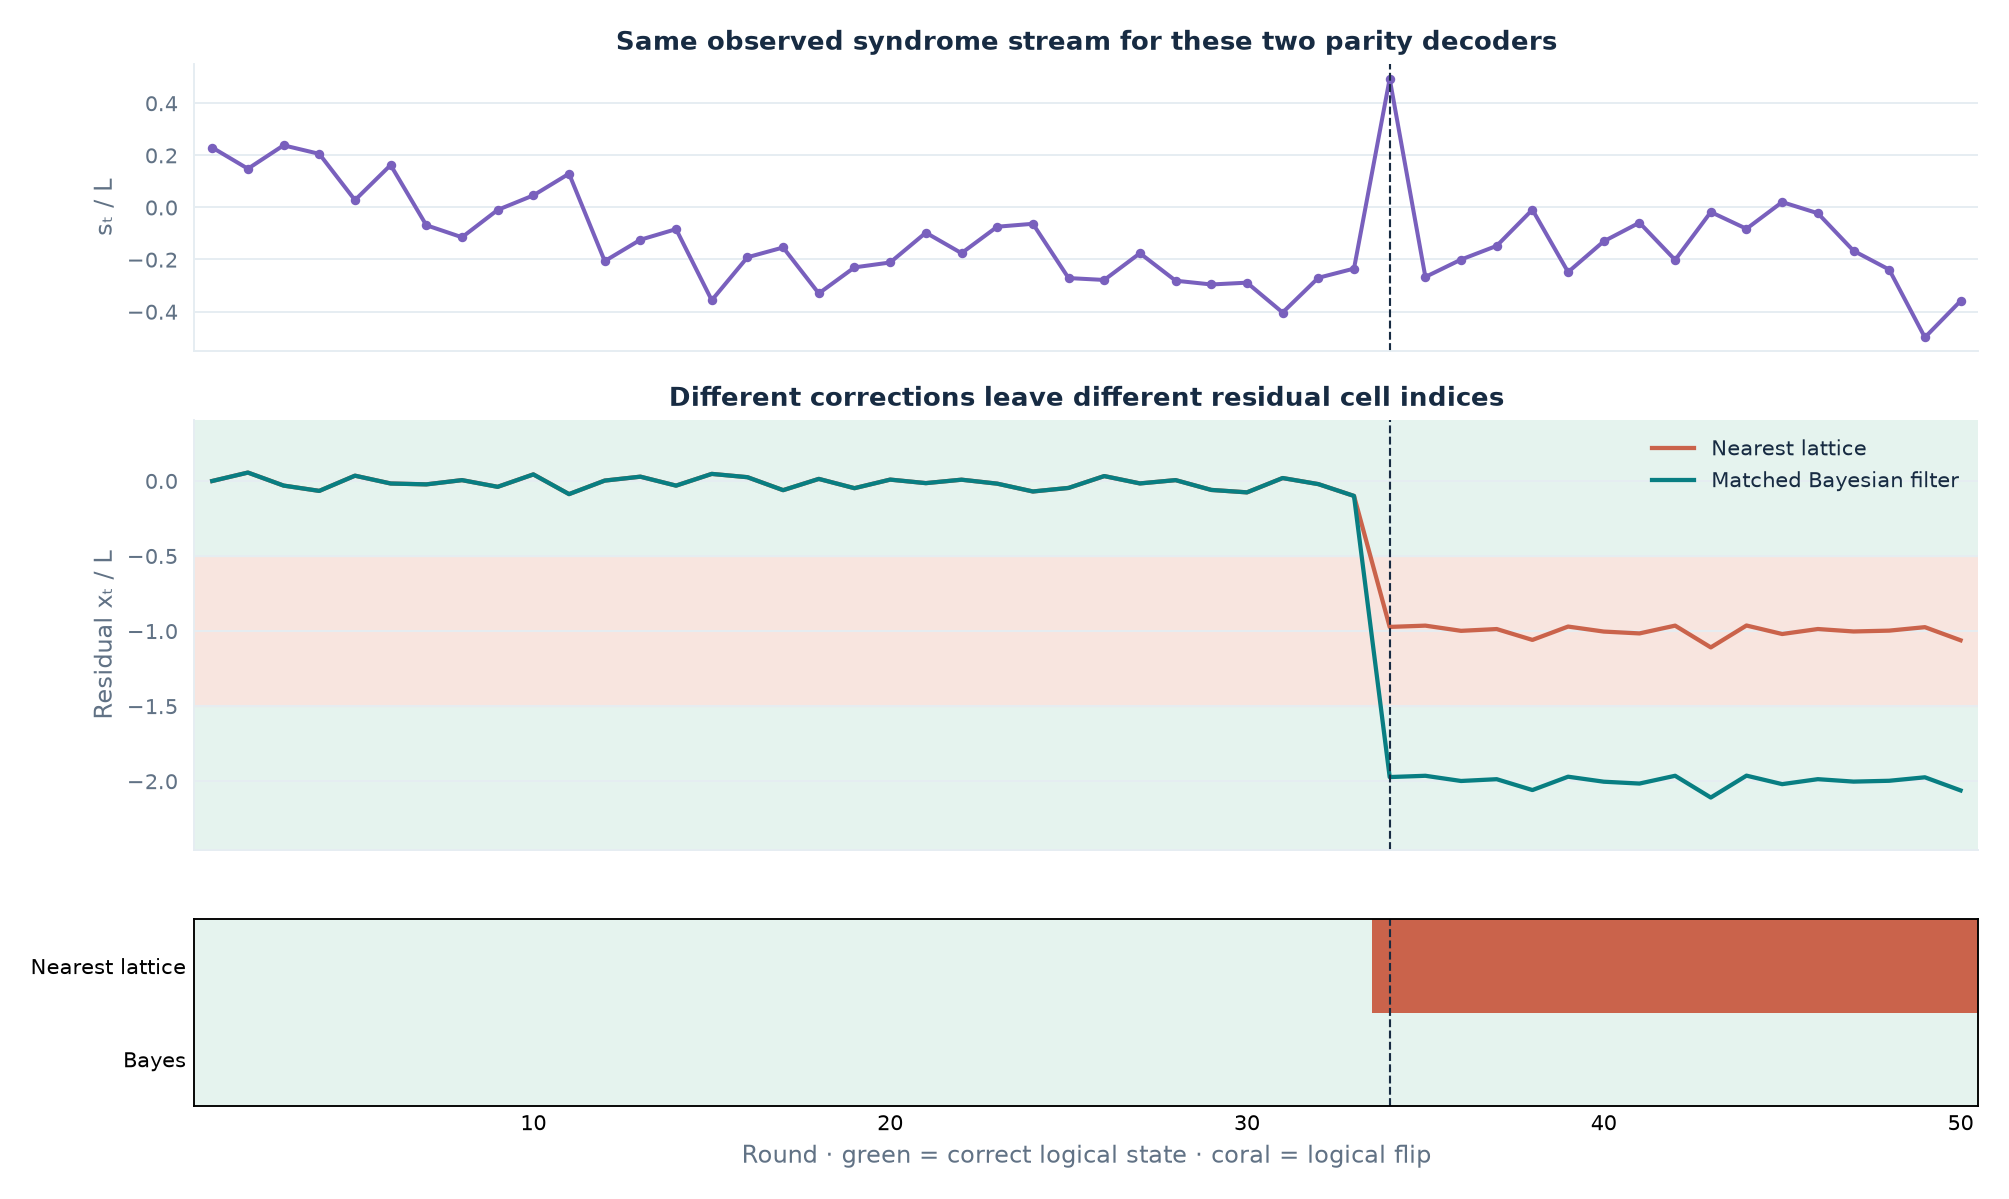 Same observed syndrome stream for these two parity decoders
0.4
0.2
0.0
−0.2
−0.4
sₜ / L
Different corrections leave different residual cell indices
Nearest lattice
Matched Bayesian filter
0.0
−0.5
−1.0
−1.5
−2.0
Residual xₜ / L
Nearest lattice
Bayes
10 20 30 40 50
Round · green = correct logical state · coral = logical flip